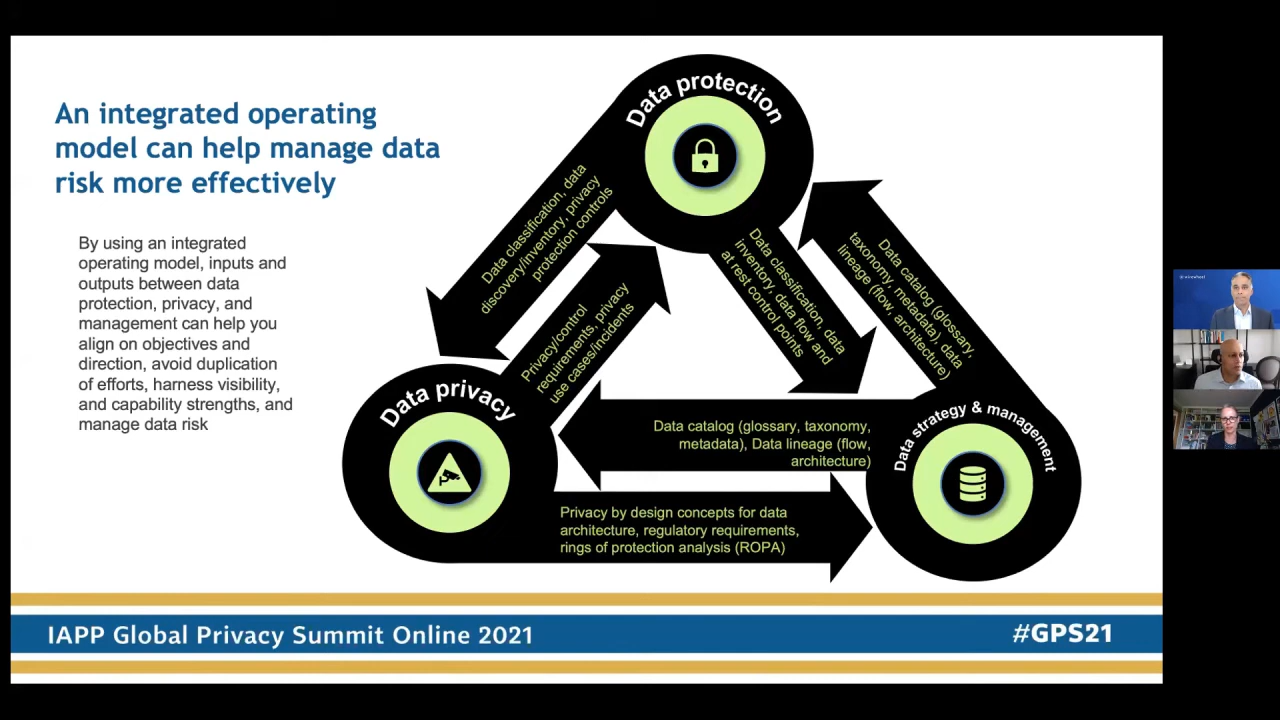 An integrated operating
model can help manage data
risk more effectively
By using an integrated
operating model, inputs and
outputs between data
protection, privacy, and
management can help you
align on objectives and
direction, avoid duplication
of efforts, harness visibility,
and capability strengths, and
manage data risk
Data protection
Data classification, data
discovery/inventory, privacy
protection controls
Privacy/control
requirements, privacy
use cases/incidents
Data classification, data
inventory, data flow and
at rest control points
Data catalog (glossary,
taxonomy, metadata), data
lineage (flow, architecture)
Data privacy
Data catalog (glossary, taxonomy,
metadata), Data lineage (flow,
architecture)
Data strategy & management
Privacy by design concepts for data
architecture, regulatory requirements,
rings of protection analysis (ROPA)
IAPP Global Privacy Summit Online 2021
#GPS21